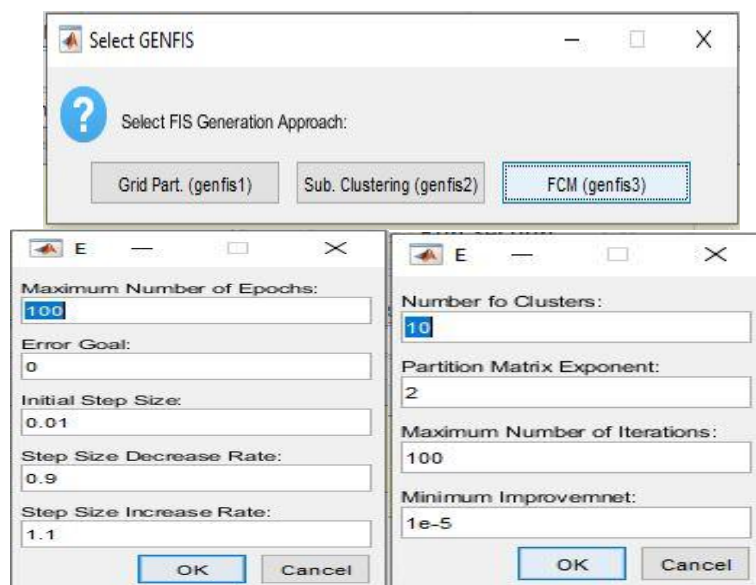 Select GENFIS
Select FIS Generation Approach:
Grid Part. (genfis1)
Sub. Clustering (genfis2)
FCM (genfis3)
E
Maximum Number of Epochs:
100
Error Goal:
0
Initial Step Size:
0.01
Step Size Decrease Rate:
0.9
Step Size Increase Rate:
1.1
OK
Cancel
E
Number fo Clusters:
10
Partition Matrix Exponent:
2
Maximum Number of Iterations:
100
Minimum Improvemnet:
1e-5
OK
Cancel